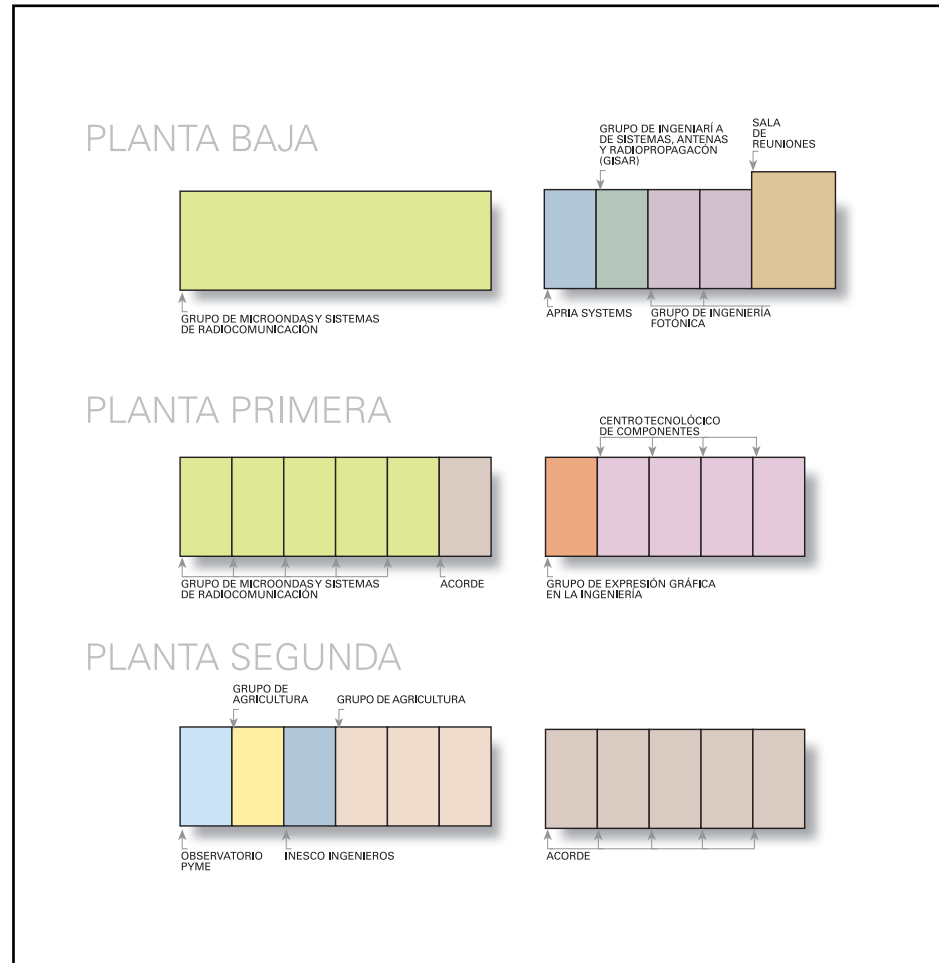 PLANTA BAJA
GRUPO DE INGENIARÍ A
DE SISTEMAS, ANTENAS
Y RADIOPROPAGACÓN
(GISAR)
SALA
DE
REUNIONES
GRUPO DE MICROONDAS Y SISTEMAS
DE RADIOCOMUNICACIÓN
APRIA SYSTEMS
GRUPO DE INGENIERÍA
FOTÓNICA
PLANTA PRIMERA
CENTRO TECNOLÓCICO
DE COMPONENTES
GRUPO DE MICROONDAS Y SISTEMAS
DE RADIOCOMUNICACIÓN
ACORDE
GRUPO DE EXPRESIÓN GRÁFICA
EN LA INGENIERÍA
PLANTA SEGUNDA
GRUPO DE
AGRICULTURA
GRUPO DE AGRICULTURA
OBSERVATORIO
PYME
INESCO INGENIEROS
ACORDE